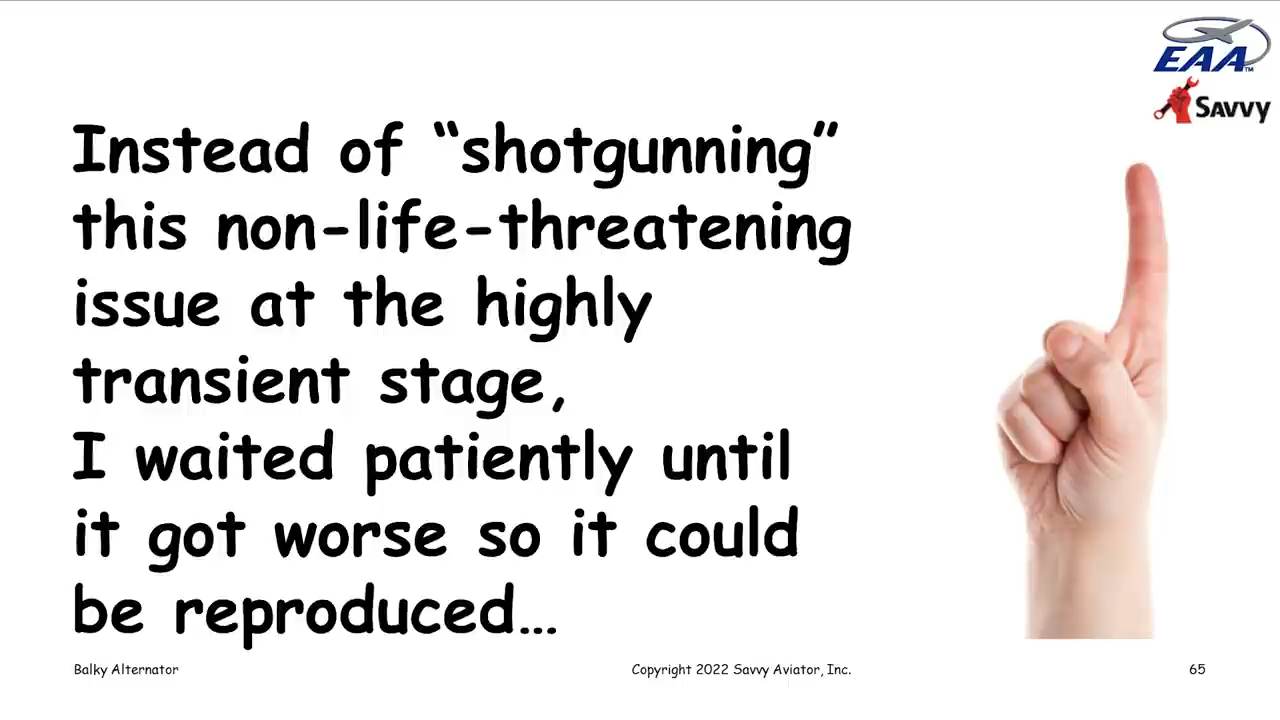 EAA™
SAVVY
Instead of “shotgunning”
this non-life-threatening
issue at the highly
transient stage,
I waited patiently until
it got worse so it could
be reproduced…
Balky Alternator
Copyright 2022 Savvy Aviator, Inc.
65